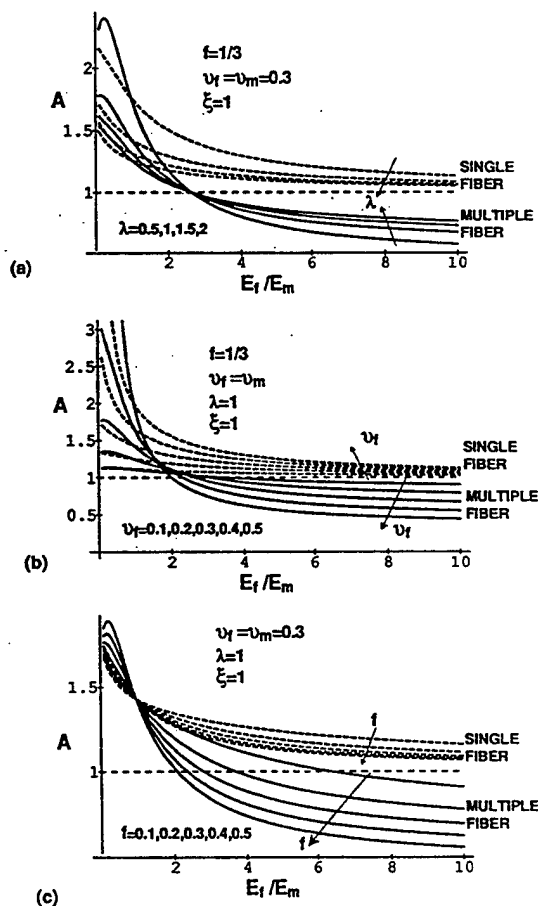 f=1/3
υf=υm=0.3
ξ=1
A
2
1.5
1
SINGLE
FIBER
λ
MULTIPLE
FIBER
λ=0.5,1,1.5,2
2 4 6 8 10
Ef /Em
(a)
f=1/3
υf=υm
λ=1
ξ=1
A
3
2.5
2
1.5
1
0.5
υf
SINGLE
FIBER
MULTIPLE
FIBER
υf
υf=0.1,0.2,0.3,0.4,0.5
2 4 6 8 10
Ef /Em
(b)
υf=υm=0.3
λ=1
ξ=1
A
1.5
1
f
SINGLE
FIBER
MULTIPLE
FIBER
f
f=0.1,0.2,0.3,0.4,0.5
2 4 6 8 10
Ef /Em
(c)